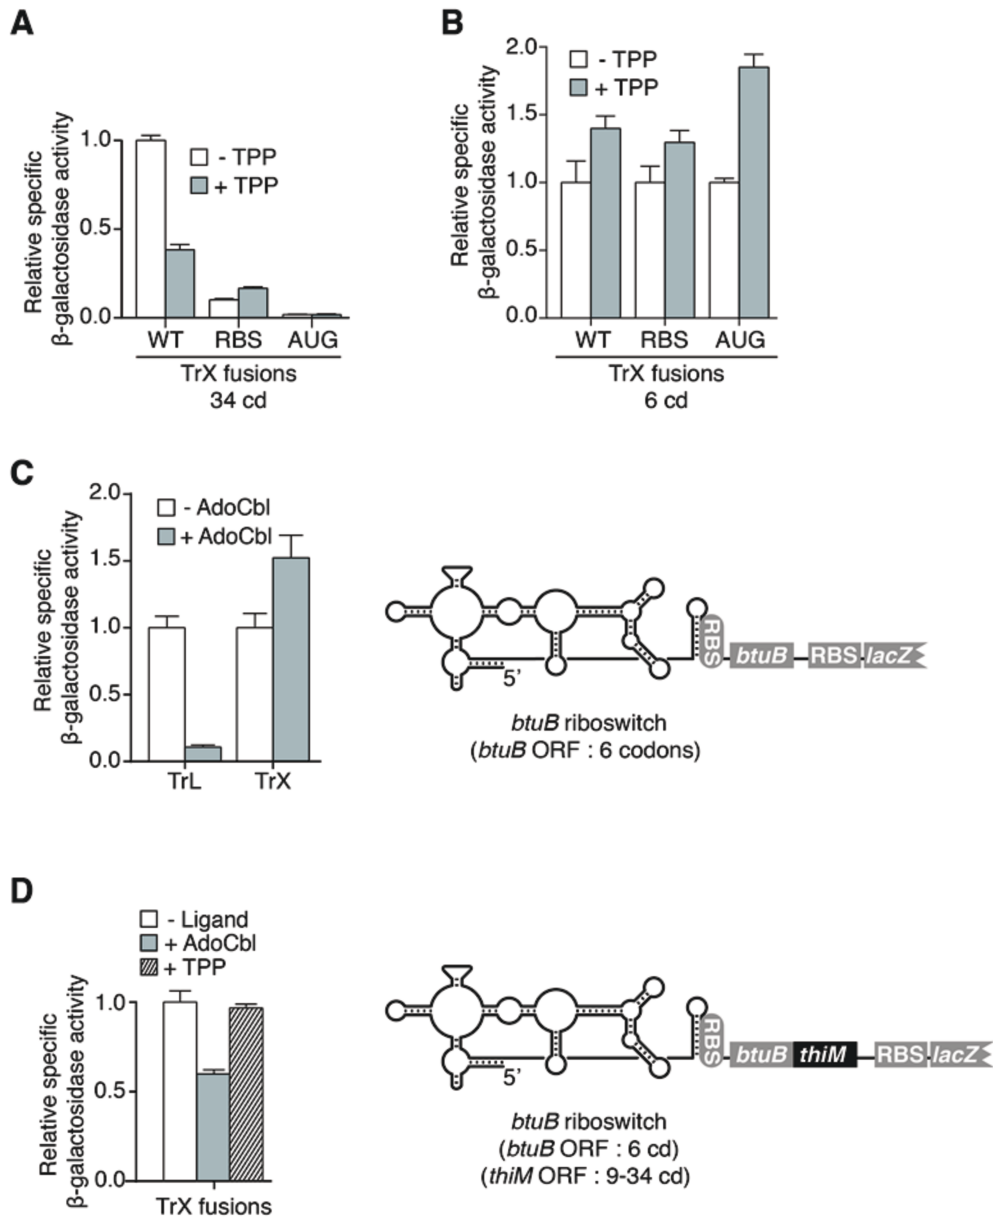 A
Relative specific
β-galactosidase activity
1.0
0.5
0.0
- TPP
+ TPP
WT RBS AUG
TrX fusions
34 cd
B
Relative specific
β-galactosidase activity
2.0
1.5
1.0
0.5
0.0
- TPP
+ TPP
WT RBS AUG
TrX fusions
6 cd
C
Relative specific
β-galactosidase activity
2.0
1.5
1.0
0.5
0.0
- AdoCbl
+ AdoCbl
TrL TrX
5’
RBS
btuB RBS lacZ
btuB riboswitch
(btuB ORF : 6 codons)
D
Relative specific
β-galactosidase activity
1.0
0.5
0.0
- Ligand
+ AdoCbl
+ TPP
TrX fusions
5’
RBS
btuB thiM RBS lacZ
btuB riboswitch
(btuB ORF : 6 cd)
(thiM ORF : 9-34 cd)